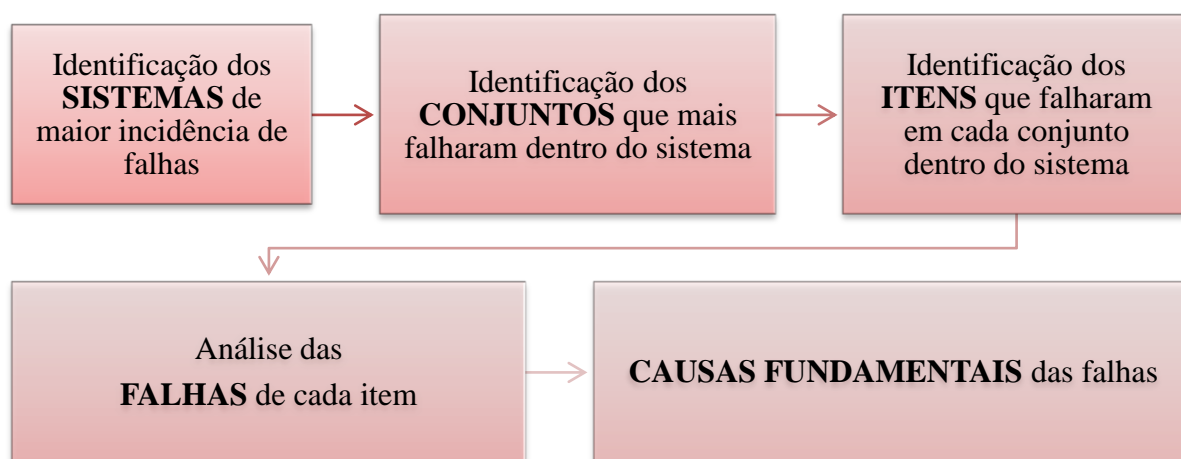 Identificação dos
SISTEMAS de
maior incidência de
falhas
Identificação dos
CONJUNTOS que mais
falharam dentro do sistema
Identificação dos
ITENS que falharam
em cada conjunto
dentro do sistema
Análise das
FALHAS de cada item
CAUSAS FUNDAMENTAIS das falhas